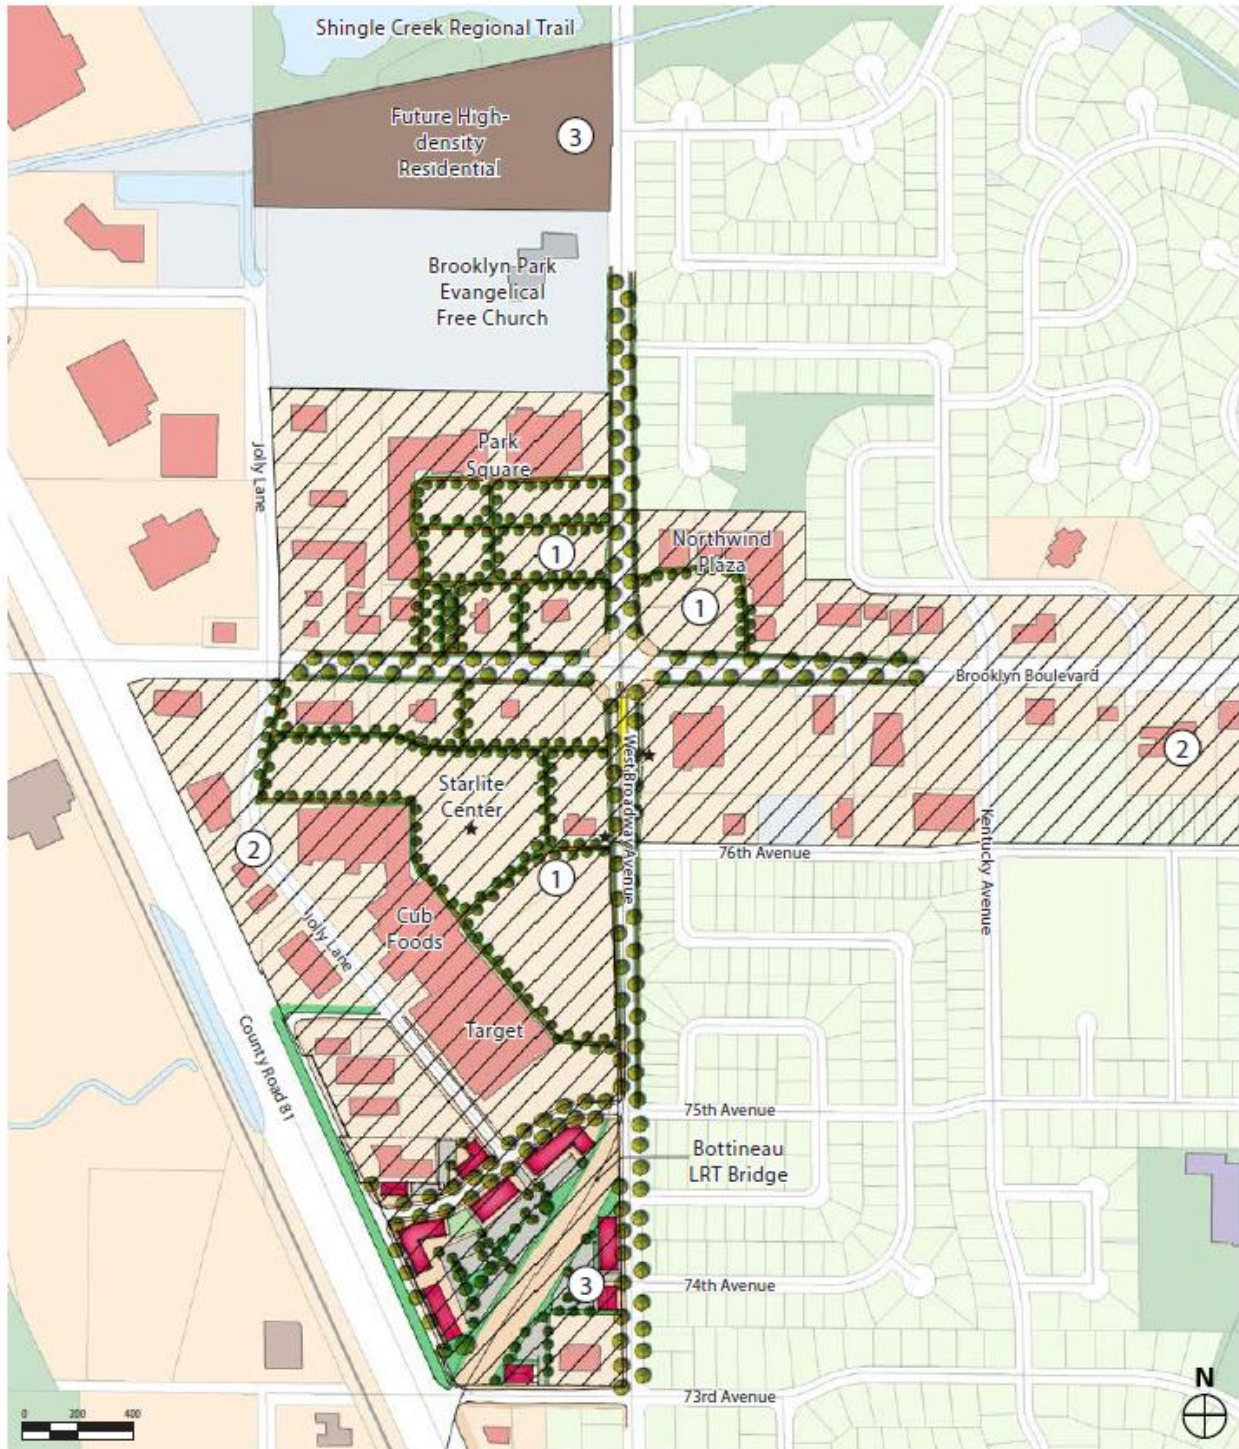 Shingle Creek Regional Trail
Future High-
density
Residential
3
Brooklyn Park
Evangelical
Free Church
Jolly Lane
Park
Square
1
Northwind
Plaza
1
Brooklyn Boulevard
West Broadway Avenue
2
Starlite
Center
2
76th Avenue
Kentucky Avenue
1
Cub
Foods
Jolly Lane
Target
County Road 81
75th Avenue
Bottineau
LRT Bridge
3
74th Avenue
73rd Avenue
N
0 200 400